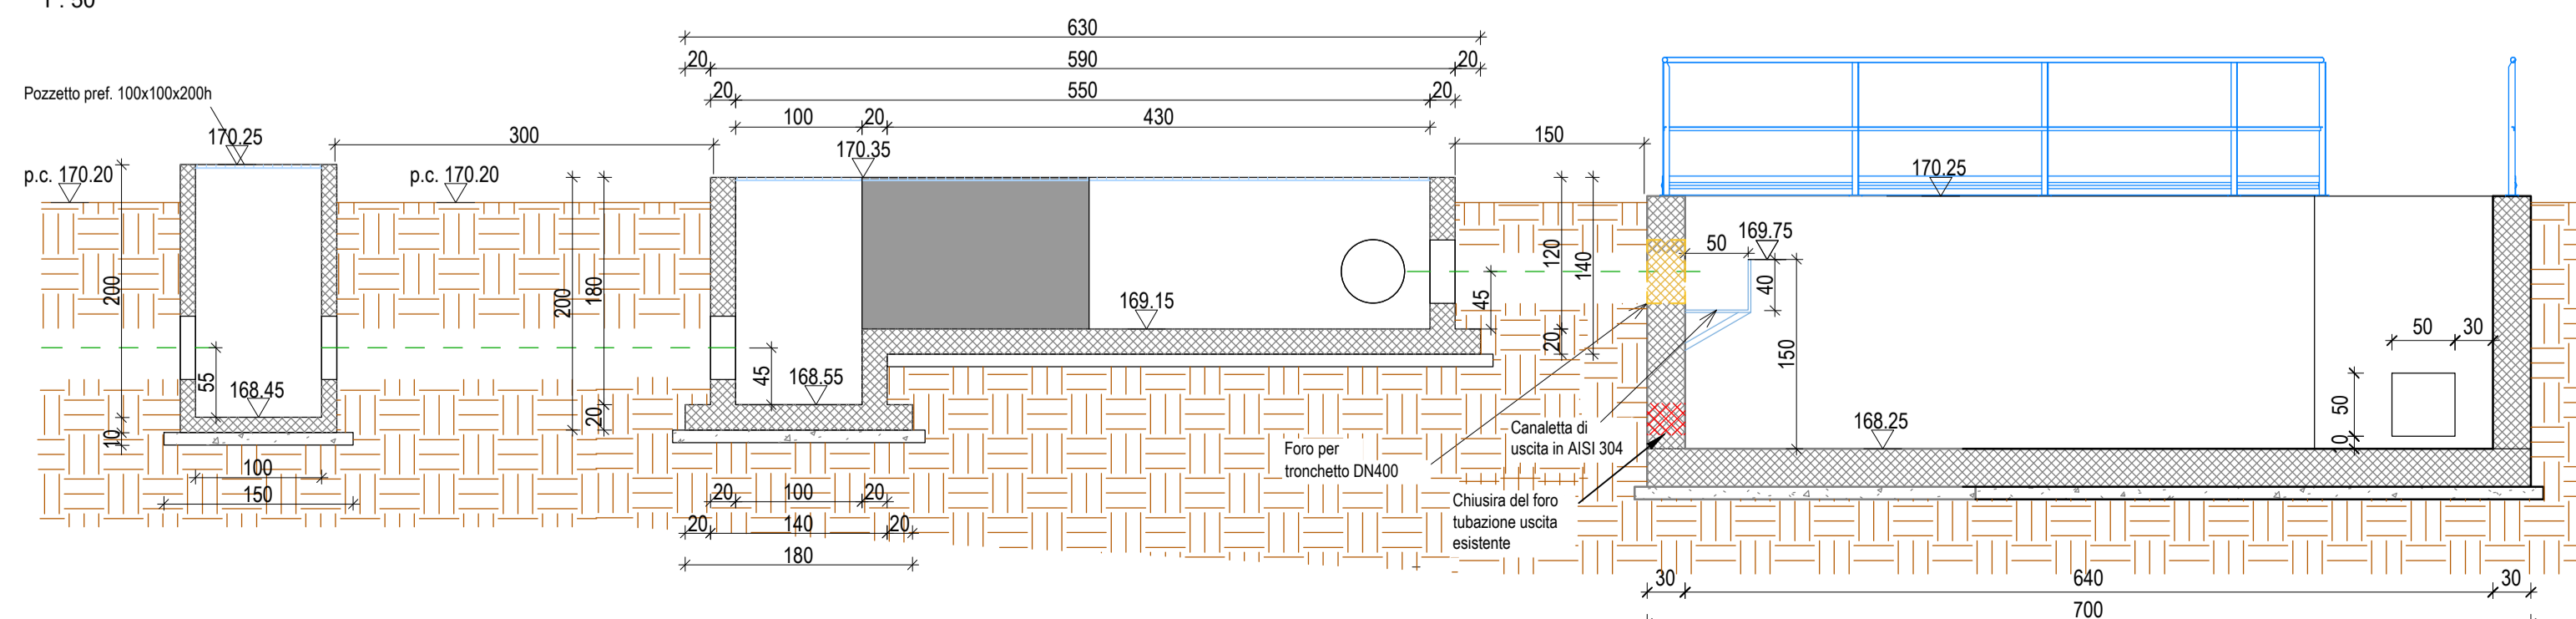 1 : 50
630
20 590 20
20 550 20
100 20 430
Pozzetto pref. 100x100x200h
170.25
300
170.35
150
p.c. 170.20
p.c. 170.20
170.25
200
55
168.45
10
100
150
200
180
20
45
168.55
169.15
120
140
45
20
20 100 20
20 140 20
180
50
169.75
40
150
168.25
50 30
50
10
Foro per
tronchetto DN400
Canaletta di
uscita in AISI 304
Chiusira del foro
tubazione uscita
esistente
30 640 30
700